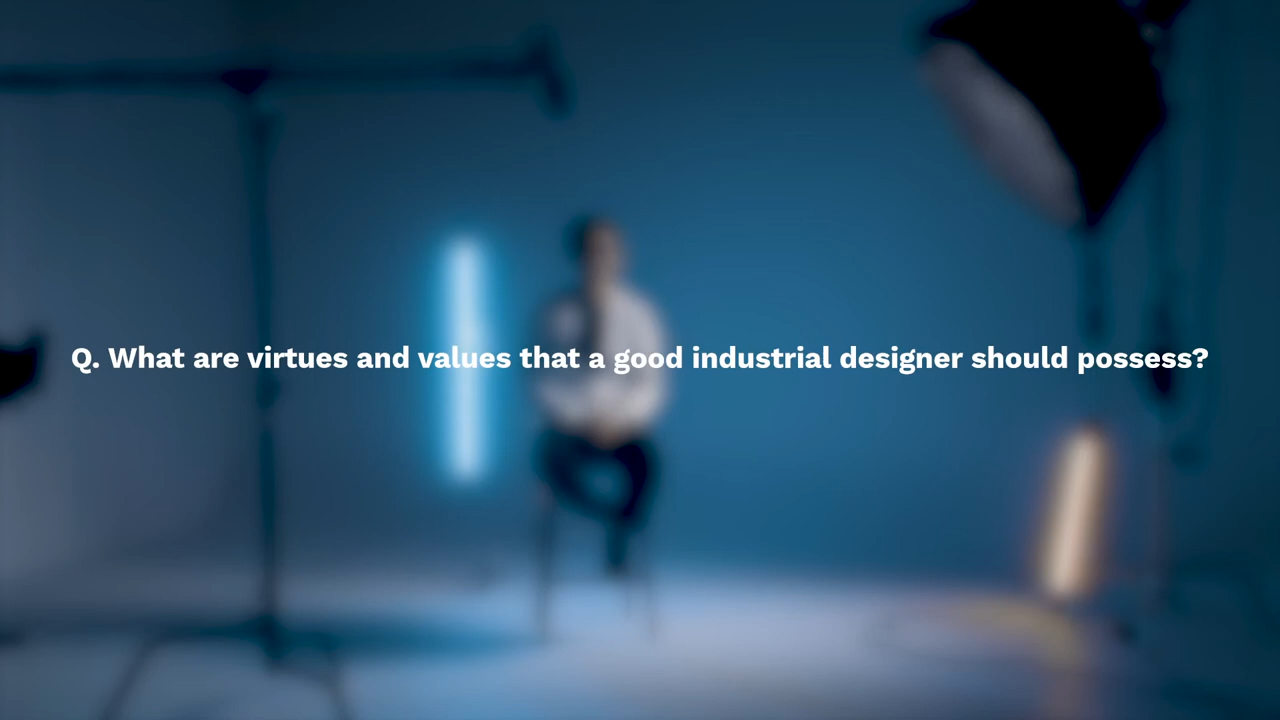 Q. What are virtues and values that a good industrial designer should possess?